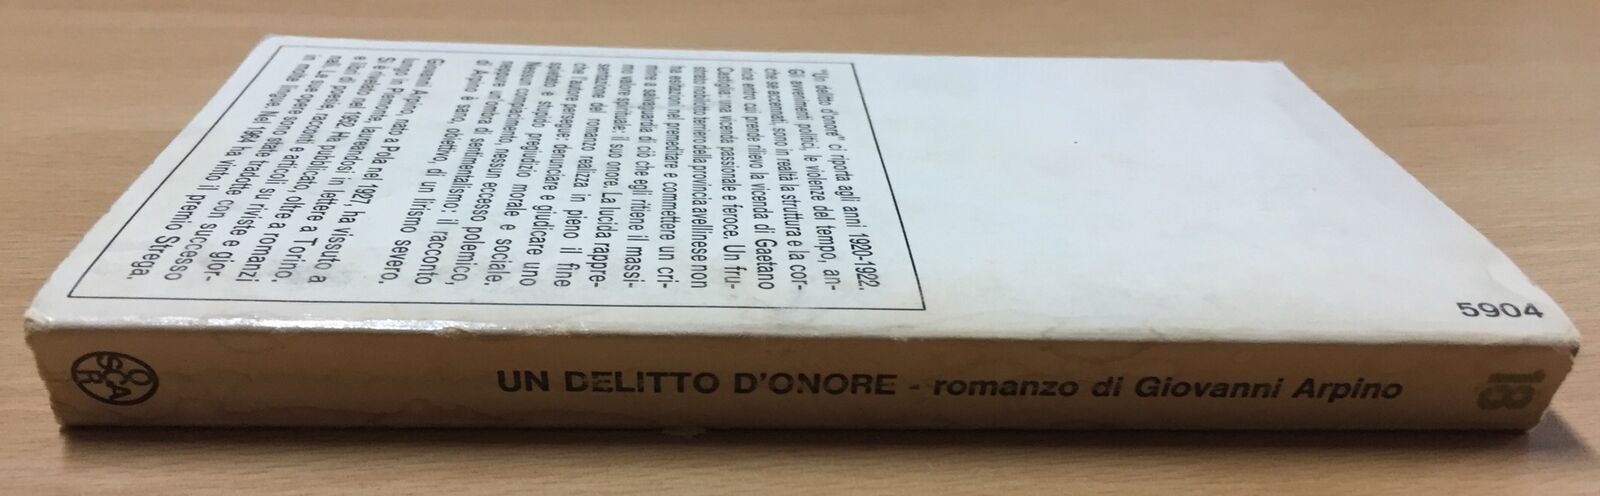 "Un delitto d'onore" ci riporta agli anni 1920-1922.
Gli avvenimenti politici, le violenze del tempo, an-
che se accennati, sono in realtà la struttura e la cor-
nice entro cui prende rilievo la vicenda di Gaetano
Castiglia: una vicenda passionale e feroce. Un fru-
strato nobilotto terriero della provincia avellinese non
ha esitazioni nel premeditare e commettere un cri-
mine a salvaguardia di ciò che egli ritiene il massi-
mo valore spirituale: il suo onore. La lucida rappre-
sentazione del romanzo realizza in pieno il fine
che l'autore persegue: denunciare e giudicare uno
spietato e stupido pregiudizio morale e sociale.
Nessun compiacimento, nessun eccesso polemico,
neppure un'ombra di sentimentalismo: il racconto
di Arpino è sano, obiettivo, di un lirismo severo.
Giovanni Arpino, nato a Pola nel 1927, ha vissuto a
lungo in Piemonte, laureandosi in lettere a Torino.
Si è rivelato nel 1952. Ha pubblicato, oltre a romanzi
e libri di poesia, racconti e articoli su riviste e gior-
nali. Le sue opere sono state tradotte con successo
in molte lingue. Nel 1964 ha vinto il premio Strega.
5904
OSCAR
UN DELITTO D'ONORE - romanzo di Giovanni Arpino
18